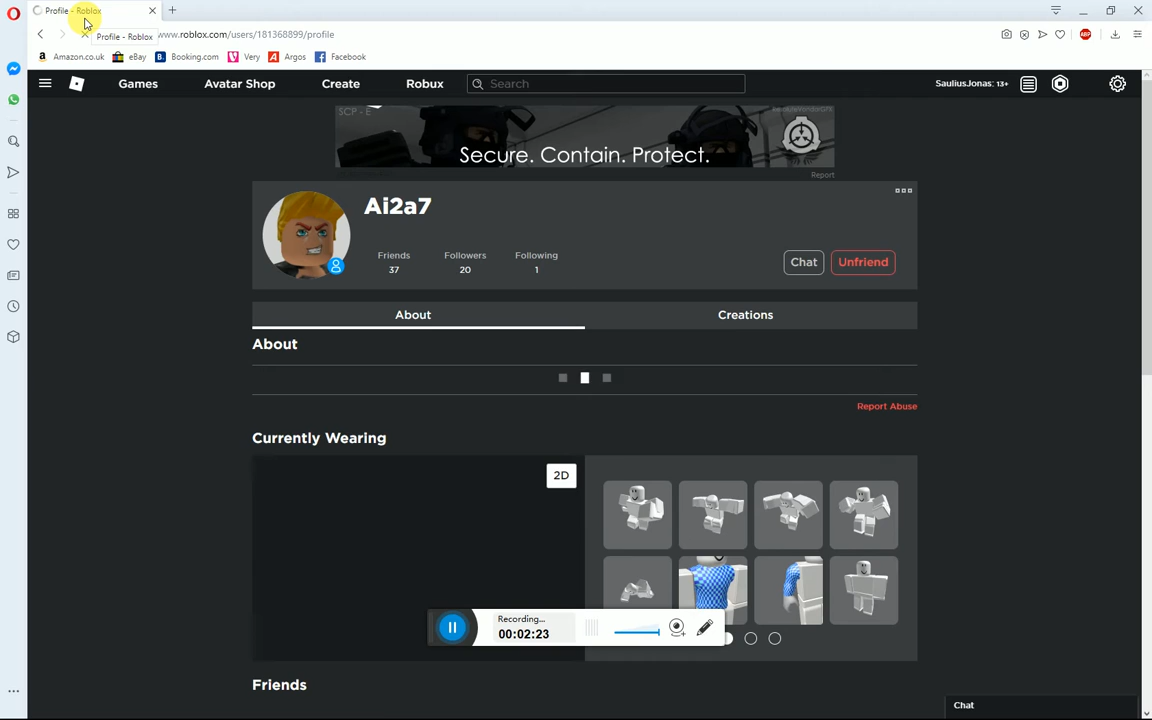 Profile - Roblox
Profile - Roblox
www.roblox.com/users/181368899/profile
ABP
Amazon.co.uk eBay Booking.com Very Argos Facebook
Games Avatar Shop Create Robux Search SauliusJonas: 13+
SCP - E
Secure. Contain. Protect.
Report
Ai2a7
Friends Followers Following
37 20 1
Chat Unfriend
About Creations
About
Report Abuse
Currently Wearing
2D
Recording...
00:02:23
Friends
Chat